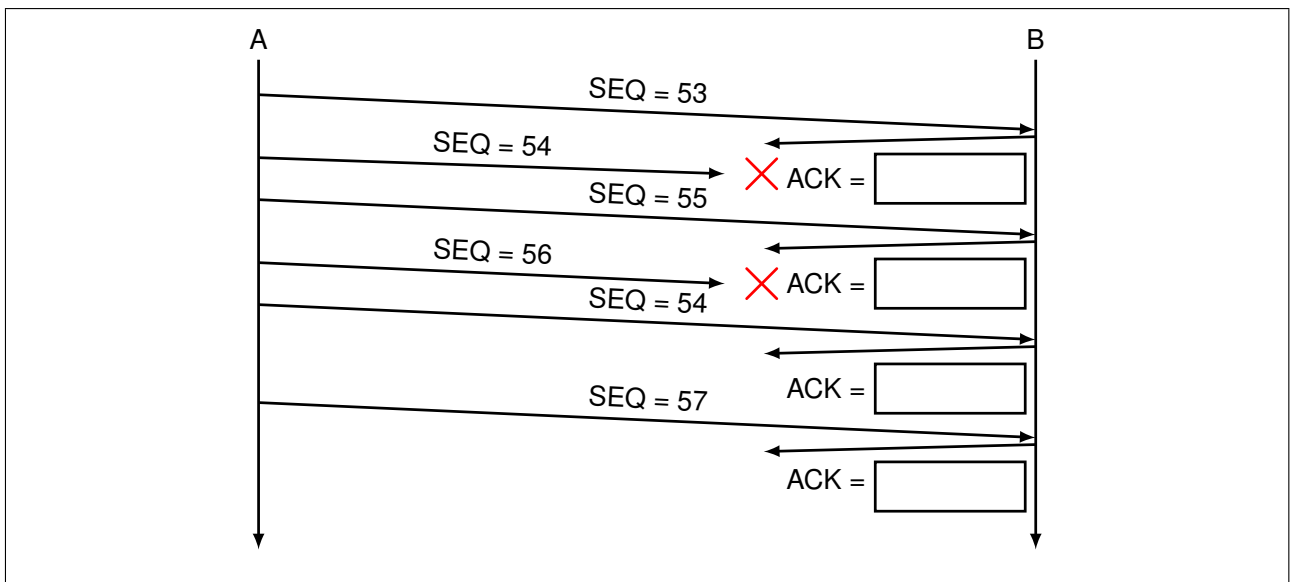 A
B
SEQ = 53
SEQ = 54
ACK =
SEQ = 55
SEQ = 56
ACK =
SEQ = 54
ACK =
SEQ = 57
ACK =